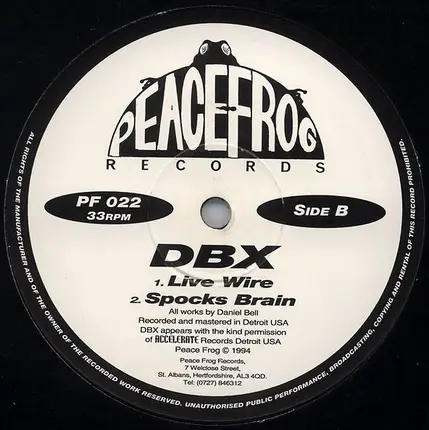 PEACEFROG
RECORDS
PF 022
33RPM
SIDE B
DBX
1. Live Wire
2. Spocks Brain
All works by Daniel Bell
Recorded and mastered in Detroit USA
DBX appears with the kind permission
of ACCELERATE Records Detroit USA
Peace Frog © 1994
Peace Frog Records,
7 Welclose Street,
St. Albans, Hertfordshire, AL3 4QD.
Tel: (0727) 846312
ALL RIGHTS OF THE MANUFACTURER AND OF THE OWNER OF THE RECORDED WORK RESERVED. UNAUTHORISED PUBLIC PERFORMANCE, BROADCASTING, COPYING AND RENTAL OF THIS RECORD PROHIBITED.